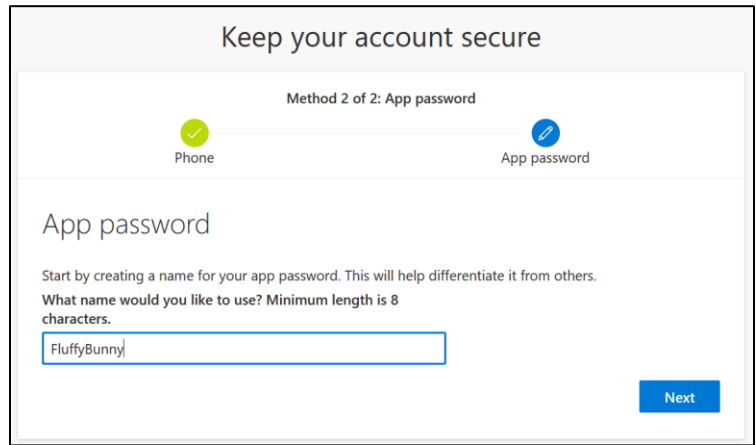 Keep your account secure
Method 2 of 2: App password
Phone
App password
App password
Start by creating a name for your app password. This will help differentiate it from others.
What name would you like to use? Minimum length is 8
characters.
FluffyBunny
Next